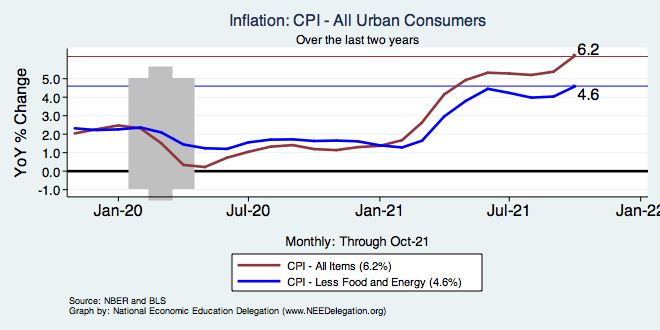 Inflation: CPI - All Urban Consumers
Over the last two years
YoY % Change
6.2
5.0
4.6
4.0
3.0
2.0
1.0
0.0
-1.0
Jan-20 Jul-20 Jan-21 Jul-21 Jan-22
Monthly: Through Oct-21
CPI - All Items (6.2%)
CPI - Less Food and Energy (4.6%)
Source: NBER and BLS
Graph by: National Economic Education Delegation (www.NEEDelegation.org)